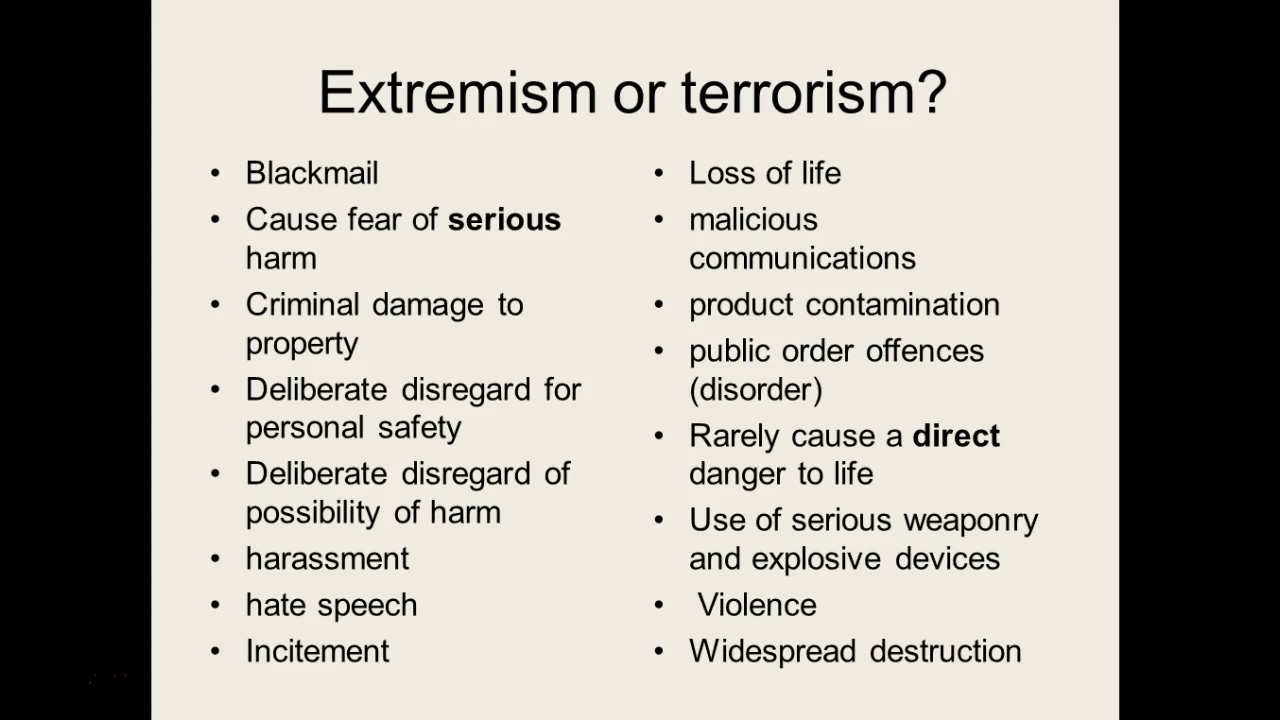 Extremism or terrorism?
• Blackmail
• Cause fear of serious
harm
• Criminal damage to
property
• Deliberate disregard for
personal safety
• Deliberate disregard of
possibility of harm
• harassment
• hate speech
• Incitement
• Loss of life
• malicious
communications
• product contamination
• public order offences
(disorder)
• Rarely cause a direct
danger to life
• Use of serious weaponry
and explosive devices
• Violence
• Widespread destruction